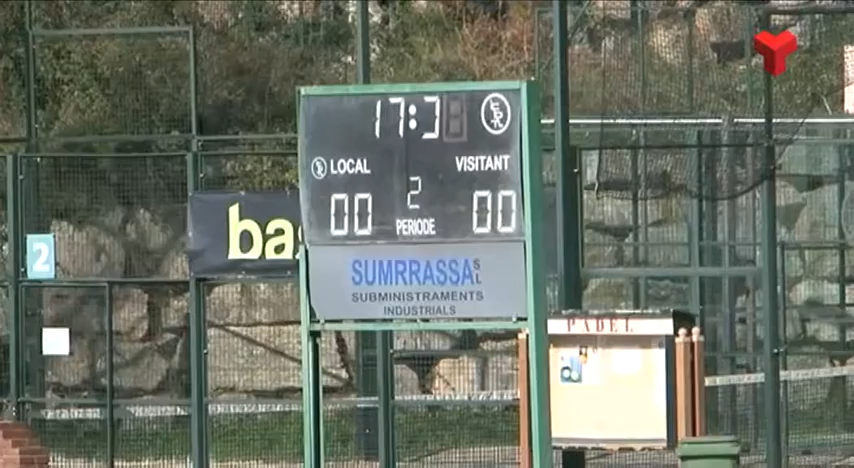 17:3
LOCAL
VISITANT
00
2
00
PERIODE
bas
2
SUMRRASSA SL
SUBMINISTRAMENTS
INDUSTRIALS
PADEL